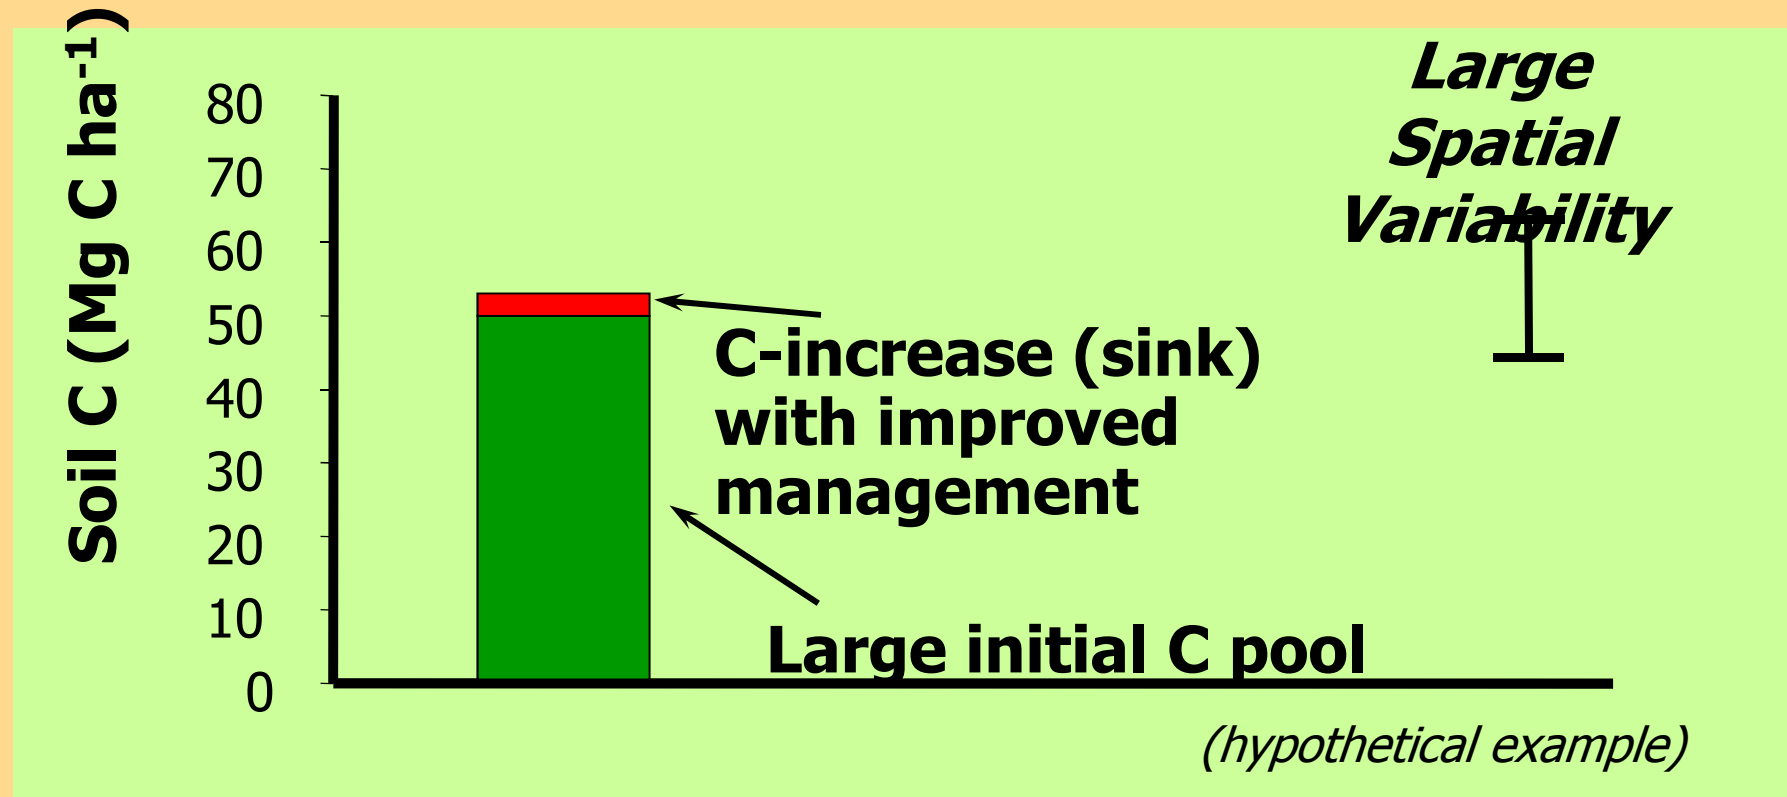 Soil C (Mg C ha⁻¹)
80
70
60
50
40
30
20
10
0
Large
Spatial
Variability
C-increase (sink)
with improved
management
Large initial C pool
(hypothetical example)